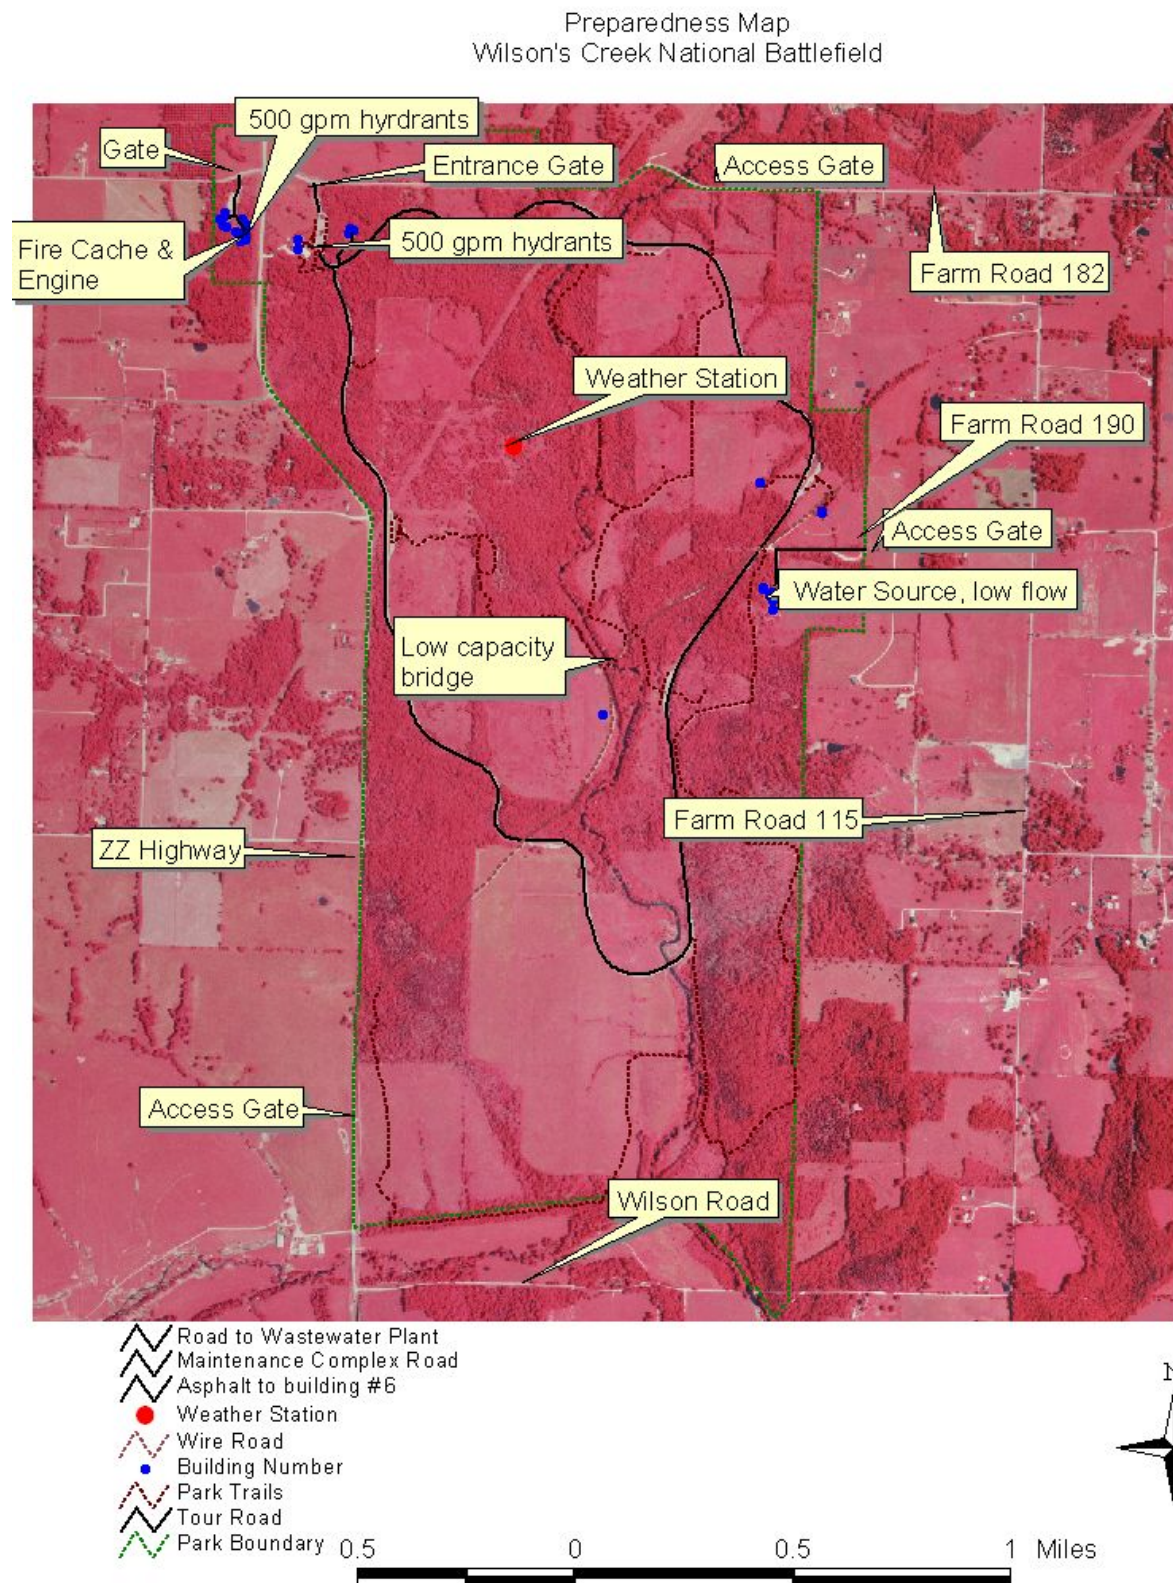 Preparedness Map
Wilson's Creek National Battlefield
500 gpm hyrdrants
Gate
Entrance Gate
Access Gate
Fire Cache &
Engine
500 gpm hydrants
Farm Road 182
Weather Station
Farm Road 190
Access Gate
Water Source, low flow
Low capacity
bridge
Farm Road 115
ZZ Highway
Access Gate
Wilson Road
Road to Wastewater Plant
Maintenance Complex Road
Asphalt to building #6
Weather Station
Wire Road
Building Number
Park Trails
Tour Road
Park Boundary
N
0.5 0 0.5 1 Miles